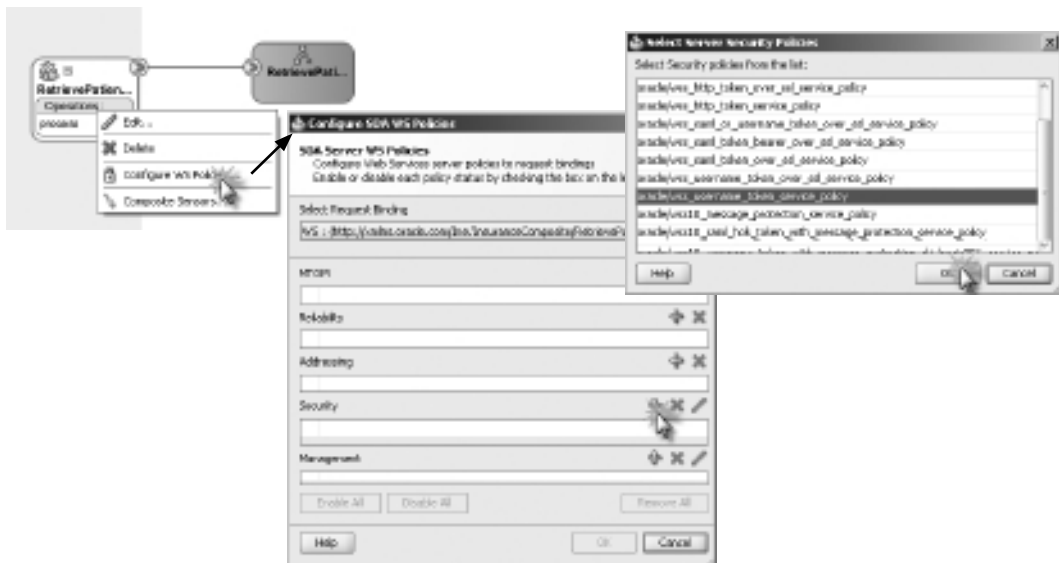 RetrievePatien...
Operations:
process
RetrievePati...
Edit...
Delete
Configure WS Poli
Composite Sensors...
Configure SOA WS Policies
SOA Server WS Policies
Configure Web Services server policies to request bindings
Enable or disable each policy status by checking the box on the le
Select Request Binding
MTOM
Reliability
Addressing
Security
Management
Enable All
Disable All
Remove All
Help
OK
Cancel
Select Server Security Policies
Select Security policies from the list:
oracle/wss_http_token_over_ssl_service_policy
oracle/wss_http_token_service_policy
oracle/wss_saml_or_username_token_over_ssl_service_policy
oracle/wss_saml_token_bearer_over_ssl_service_policy
oracle/wss_saml_token_over_ssl_service_policy
oracle/wss_username_token_over_ssl_service_policy
oracle/wss_username_token_service_policy
oracle/wss10_message_protection_service_policy
oracle/wss10_saml_hok_token_with_message_protection_service_policy
Help
Cancel